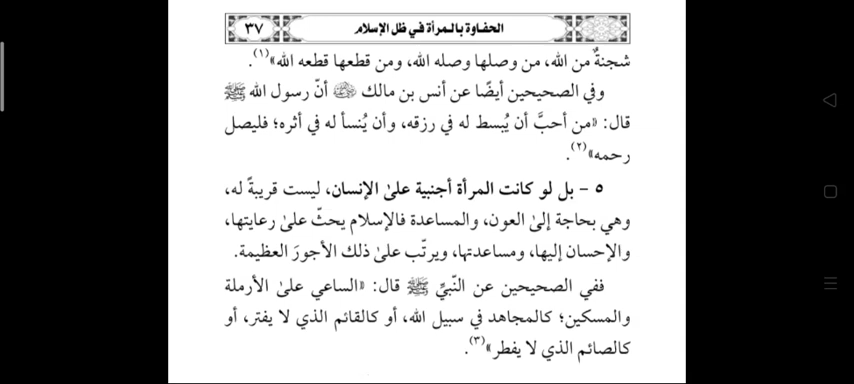 الحفاوة بالمرأة في ظل الإسلام ٣٧
شجنةٌ من الله، من وصلها وصله الله، ومن قطعها قطعه الله»(١).
وفي الصحيحين أيضًا عن أنس بن مالك ﵁ أنّ رسول الله ﷺ
قال: «من أحبَّ أن يُبسط له في رزقه، وأن يُنسأ له في أثره؛ فليصل
رحمه»(٢).
٥ - بل لو كانت المرأة أجنبية على الإنسان، ليست قريبةً له،
وهي بحاجة إلى العون، والمساعدة فالإسلام يحثّ على رعايتها،
والإحسان إليها، ومساعدتها، ويرتّب على ذلك الأجورَ العظيمة.
ففي الصحيحين عن النّبيِّ ﷺ قال: «الساعي على الأرملة
والمسكين؛ كالمجاهد في سبيل الله، أو كالقائم الذي لا يفتر، أو
كالصائم الذي لا يفطر»(٣).